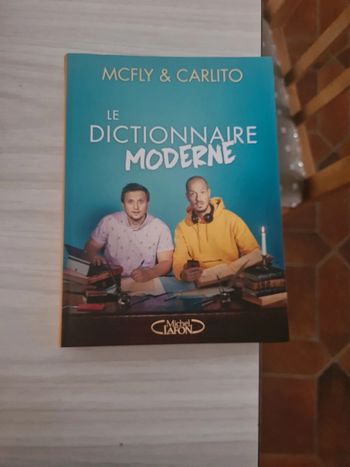 MCFLY & CARLITO
LE
DICTIONNAIRE
MODERNE
Michel
LAFON